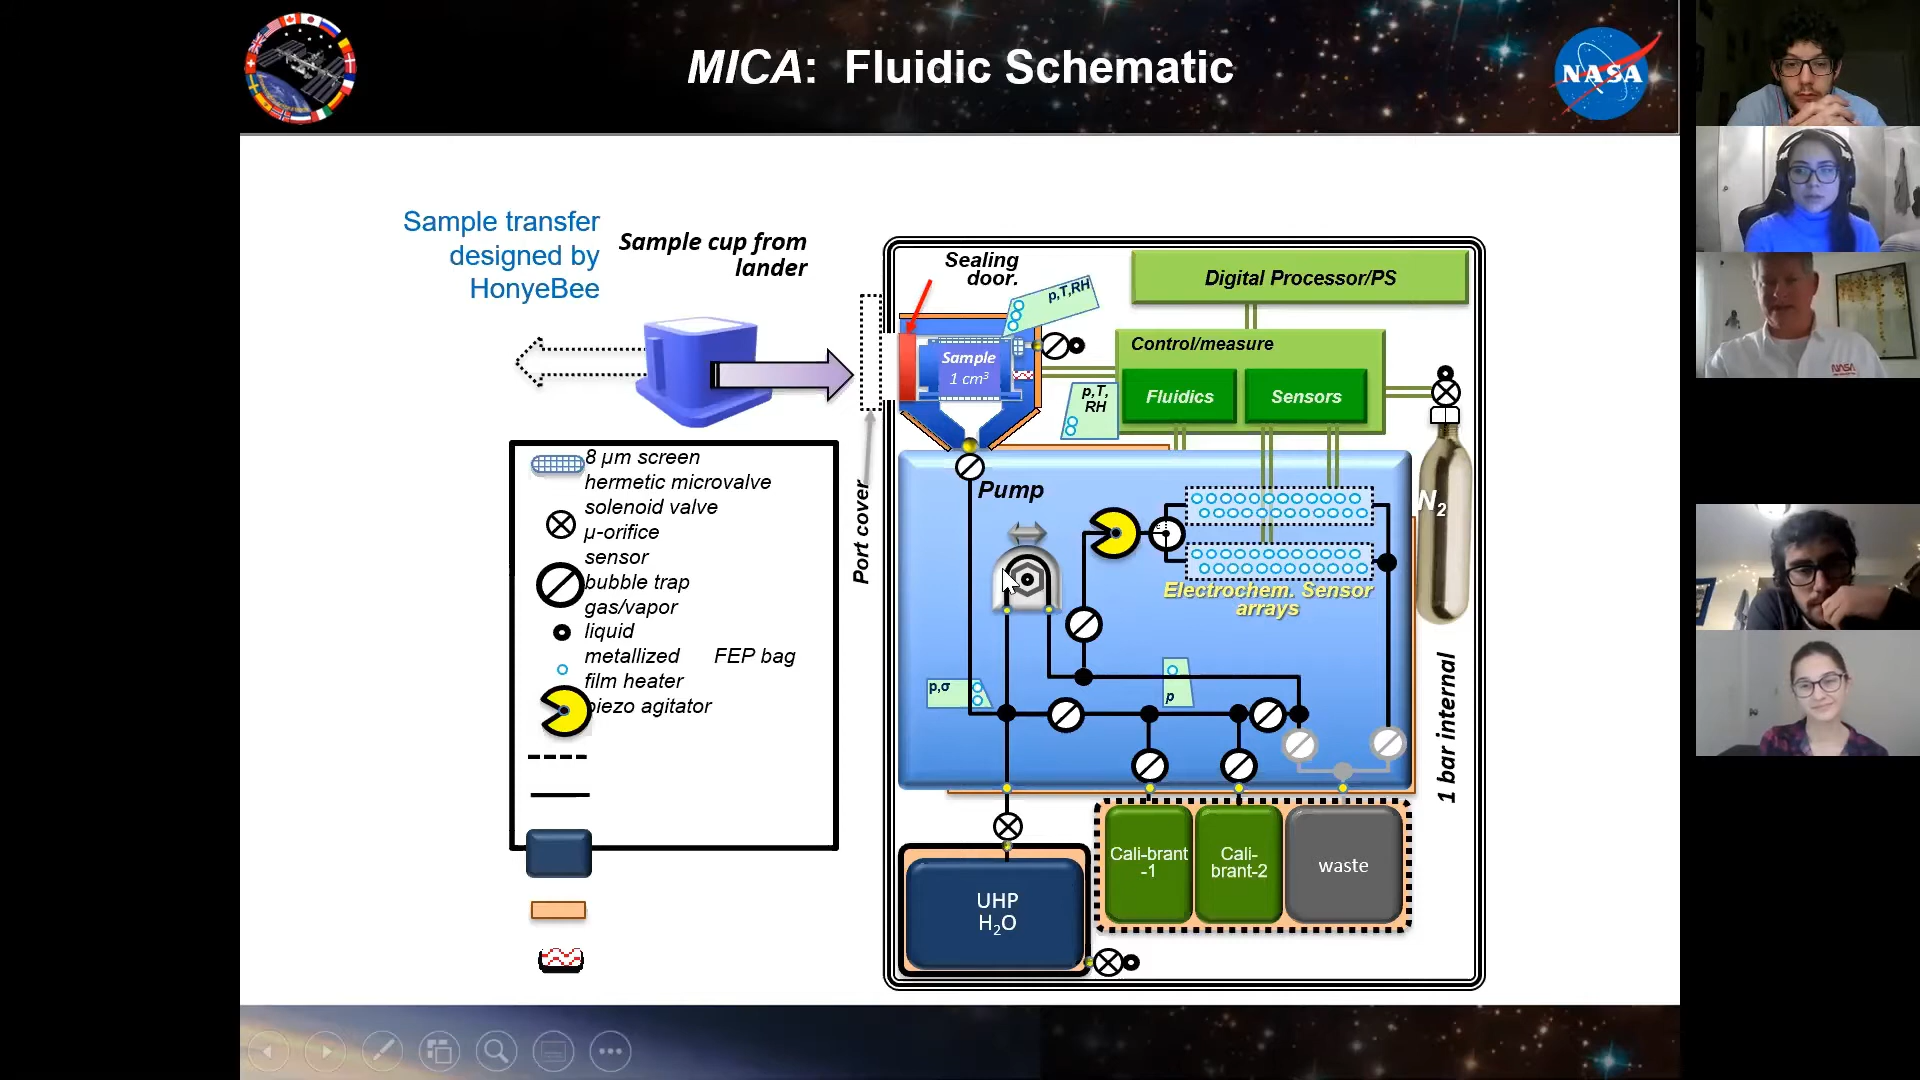 MICA: Fluidic Schematic
NASA
Sample transfer
designed by
HonyeBee
Sample cup from
lander
Sealing
door.
p,T,RH
Digital Processor/PS
Control/measure
Fluidics
Sensors
Sample
1 cm³
p,T,
RH
Port cover
Pump
N₂
Electrochem. Sensor
arrays
p,σ
p
1 bar internal
8 µm screen
hermetic microvalve
solenoid valve
µ-orifice
sensor
bubble trap
gas/vapor
liquid
metallized FEP bag
film heater
piezo agitator
UHP
H₂O
Cali-brant
-1
Cali-
brant-2
waste
NASA